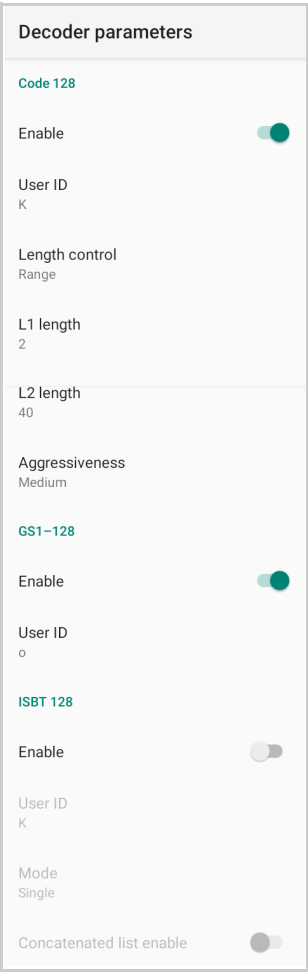 Decoder parameters
Code 128
Enable
User ID
K
Length control
Range
L1 length
2
L2 length
40
Aggressiveness
Medium
GS1–128
Enable
User ID
o
ISBT 128
Enable
User ID
K
Mode
Single
Concatenated list enable